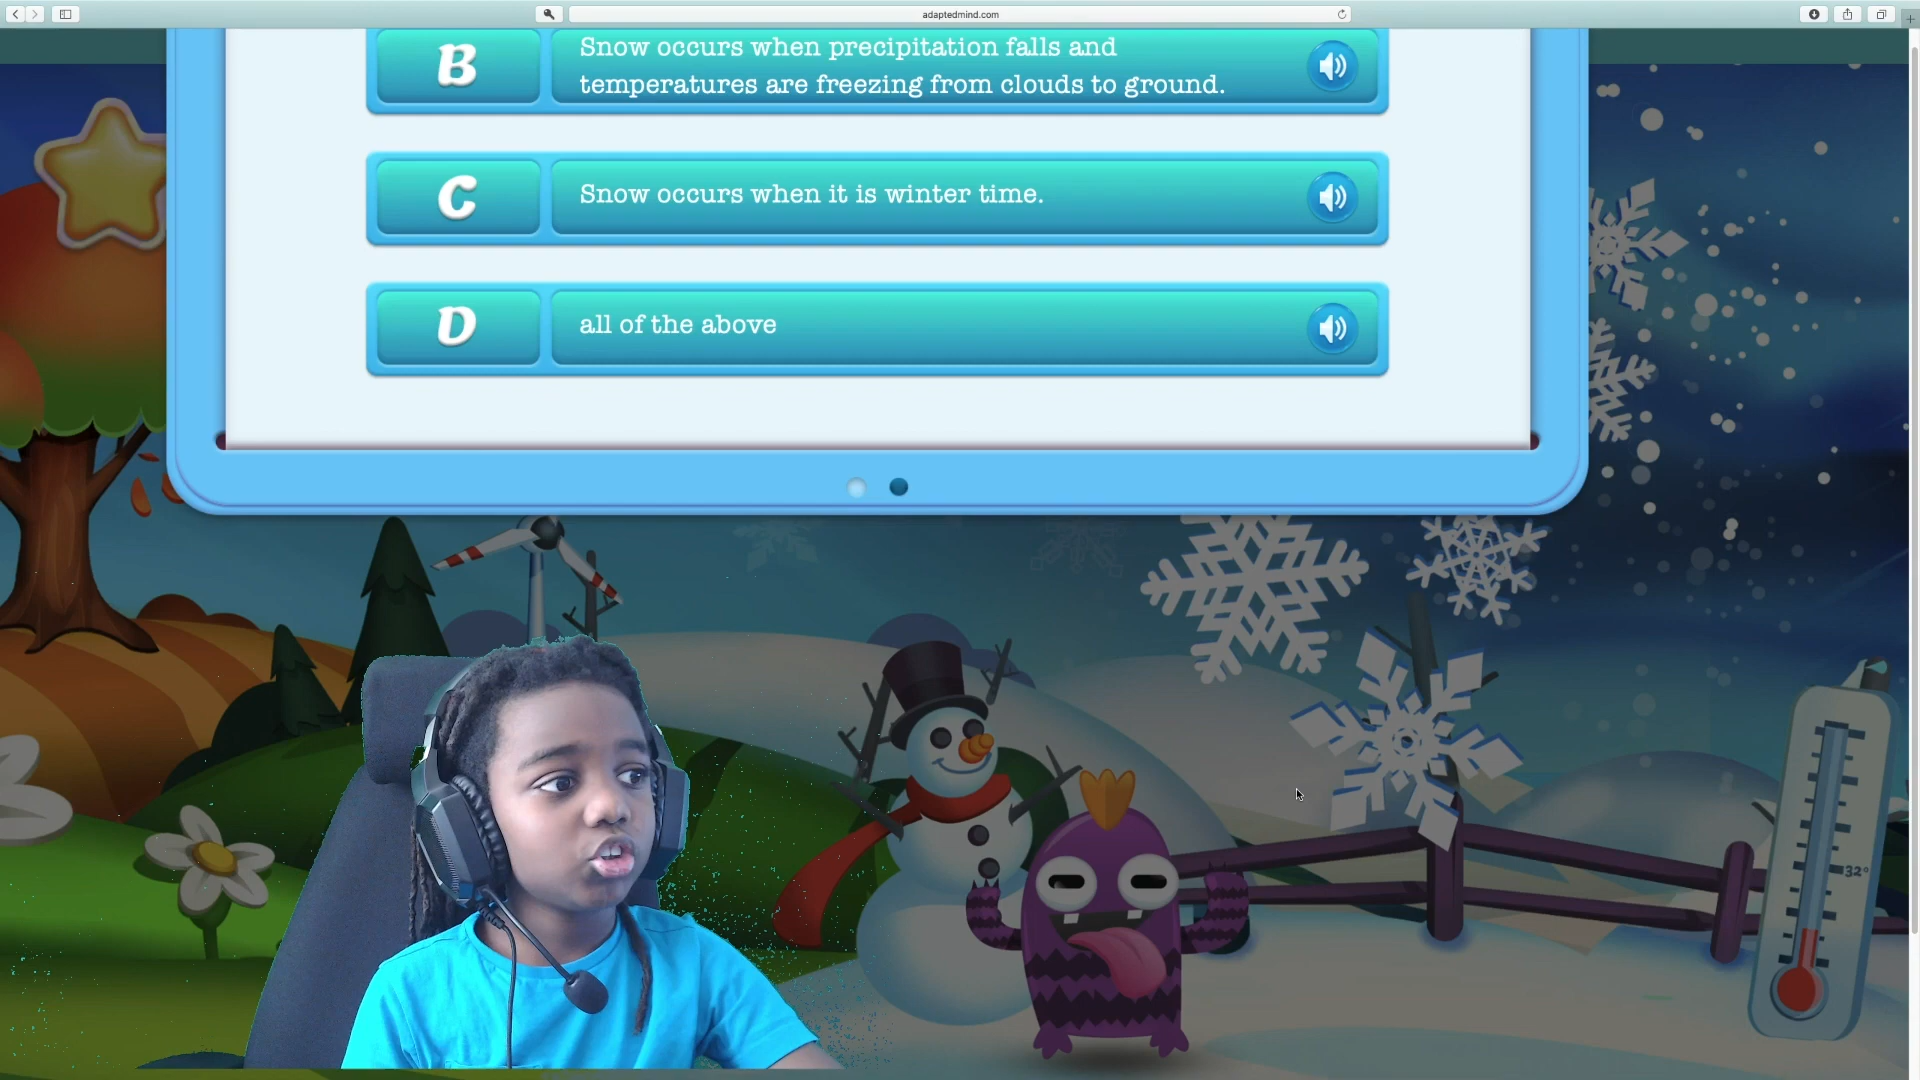 adaptedmind.com
B
Snow occurs when precipitation falls and
temperatures are freezing from clouds to ground.
C
Snow occurs when it is winter time.
D
all of the above
32°